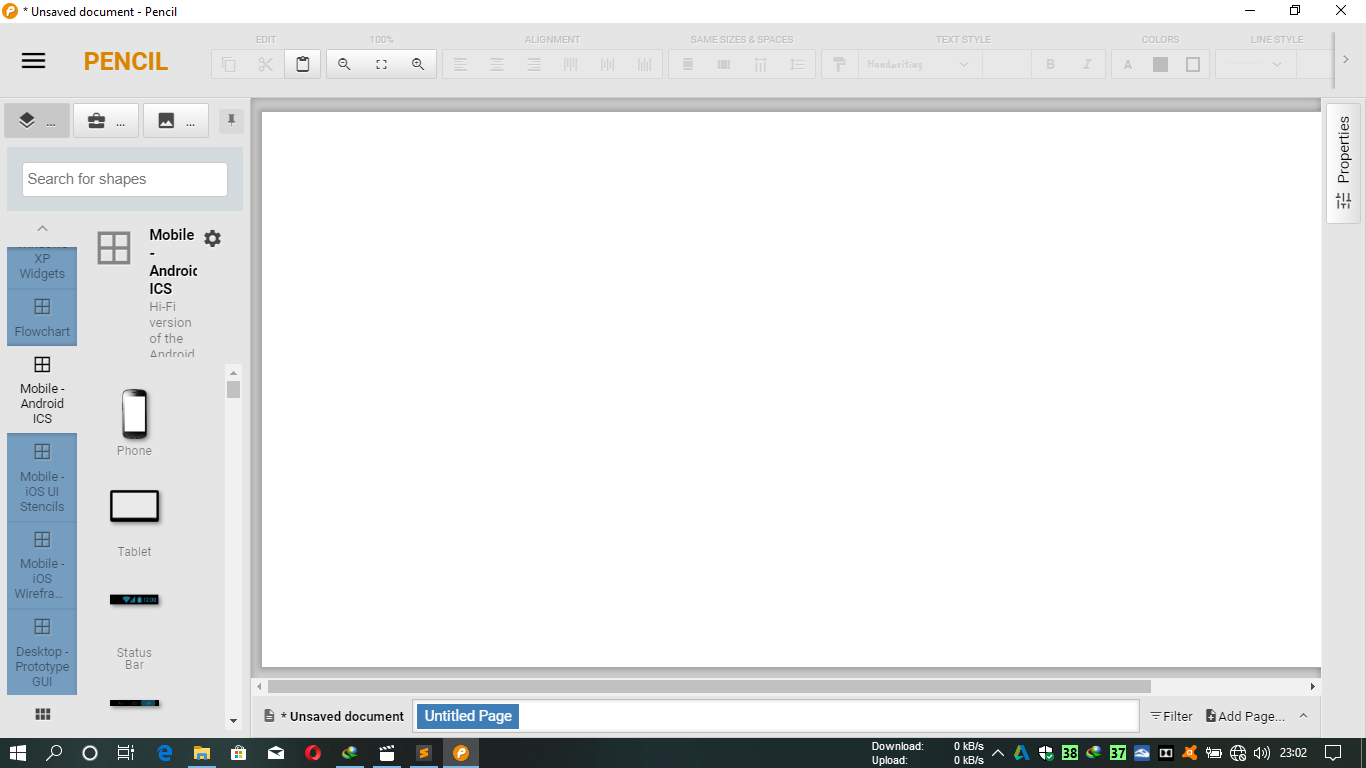 * Unsaved document - Pencil
PENCIL
EDIT
100%
ALIGNMENT
SAME SIZES & SPACES
TEXT STYLE
COLORS
LINE STYLE
Handwriting
B
I
A
...
...
...
Search for shapes
XP
Widgets
Flowchart
Mobile -
Android
ICS
Mobile -
iOS UI
Stencils
Mobile -
iOS
Wirefra...
Desktop -
Prototype
GUI
Mobile
-
Android
ICS
Hi-Fi
version
of the
Android
Phone
Tablet
12:00
Status
Bar
Properties
* Unsaved document
Untitled Page
Filter
Add Page...
Download: 0 kB/s
Upload: 0 kB/s
38
37
23:02